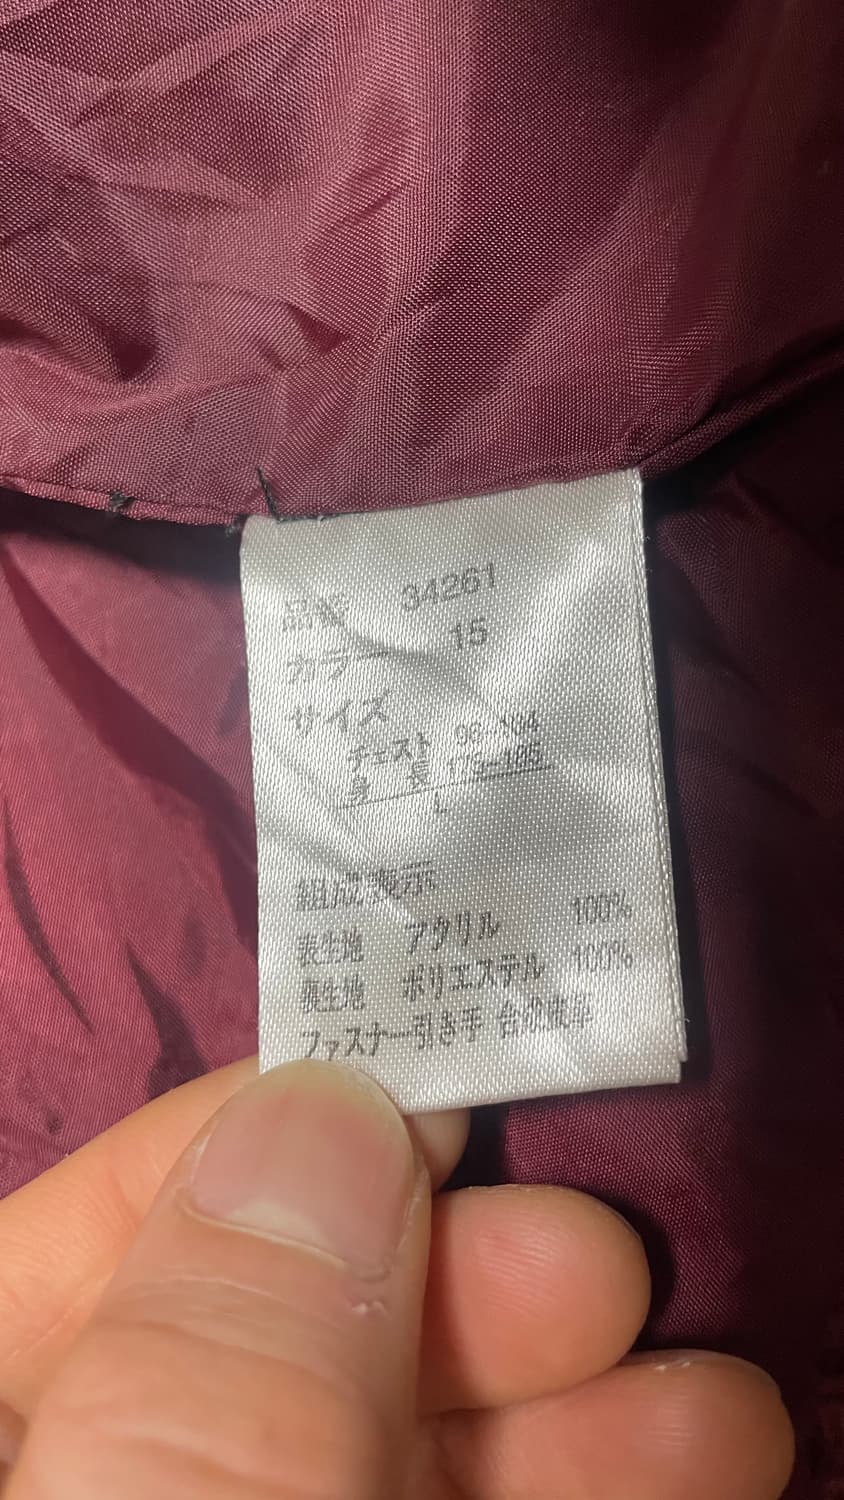 品番 34261
カラー 15
サイズ
チェスト 96-104
身長 175-185
L
組成表示
表生地 アクリル 100%
裏生地 ポリエステル 100%
ファスナー引き手 合成皮革